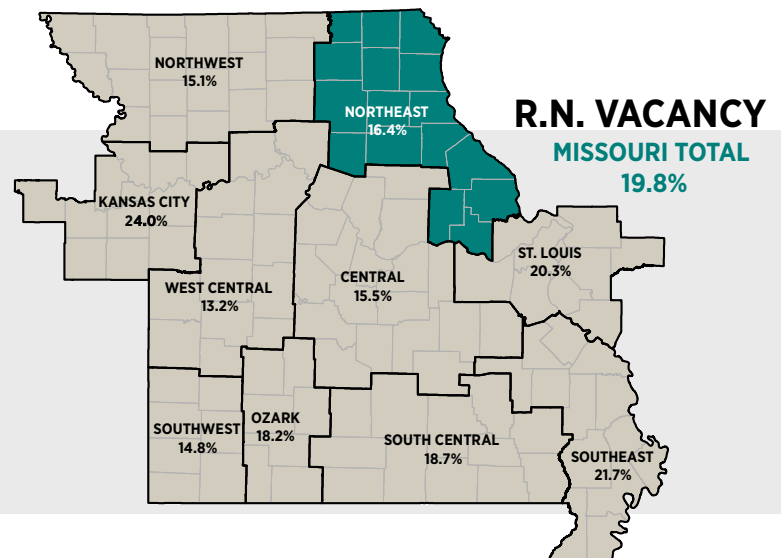 NORTHWEST
15.1%
NORTHEAST
16.4%
R.N. VACANCY
MISSOURI TOTAL
19.8%
KANSAS CITY
24.0%
ST. LOUIS
20.3%
WEST CENTRAL
13.2%
CENTRAL
15.5%
SOUTHWEST
14.8%
OZARK
18.2%
SOUTH CENTRAL
18.7%
SOUTHEAST
21.7%